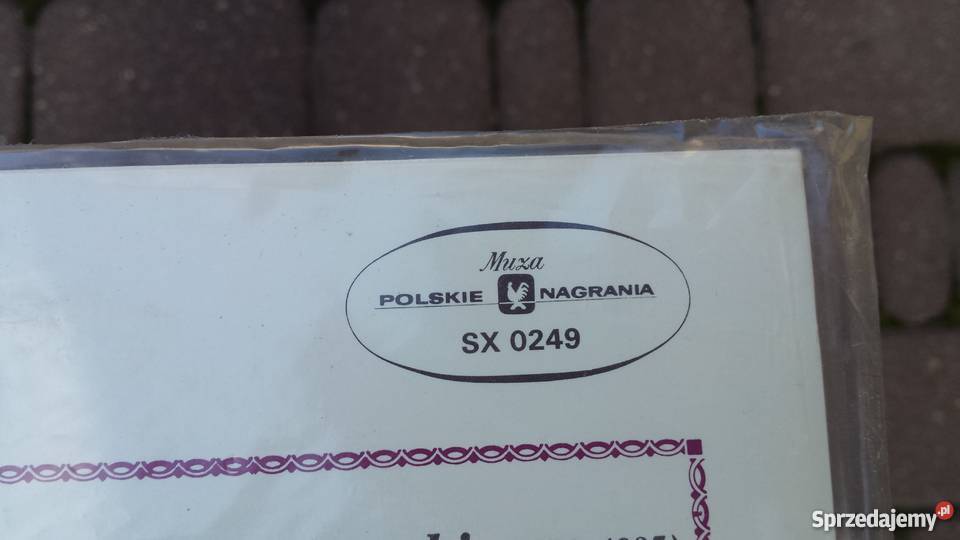 Muza
POLSKIE NAGRANIA
SX 0249
Sprzedajemy.pl